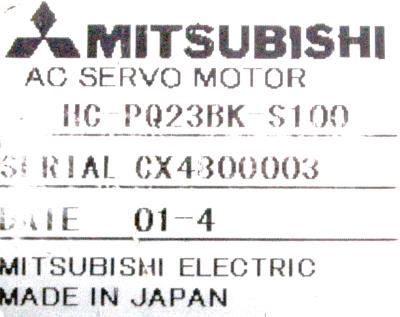 MITSUBISHI
AC SERVO MOTOR
HC-PQ23BK-S100
SERIAL CX4800003
DATE 01-4
MITSUBISHI ELECTRIC
MADE IN JAPAN